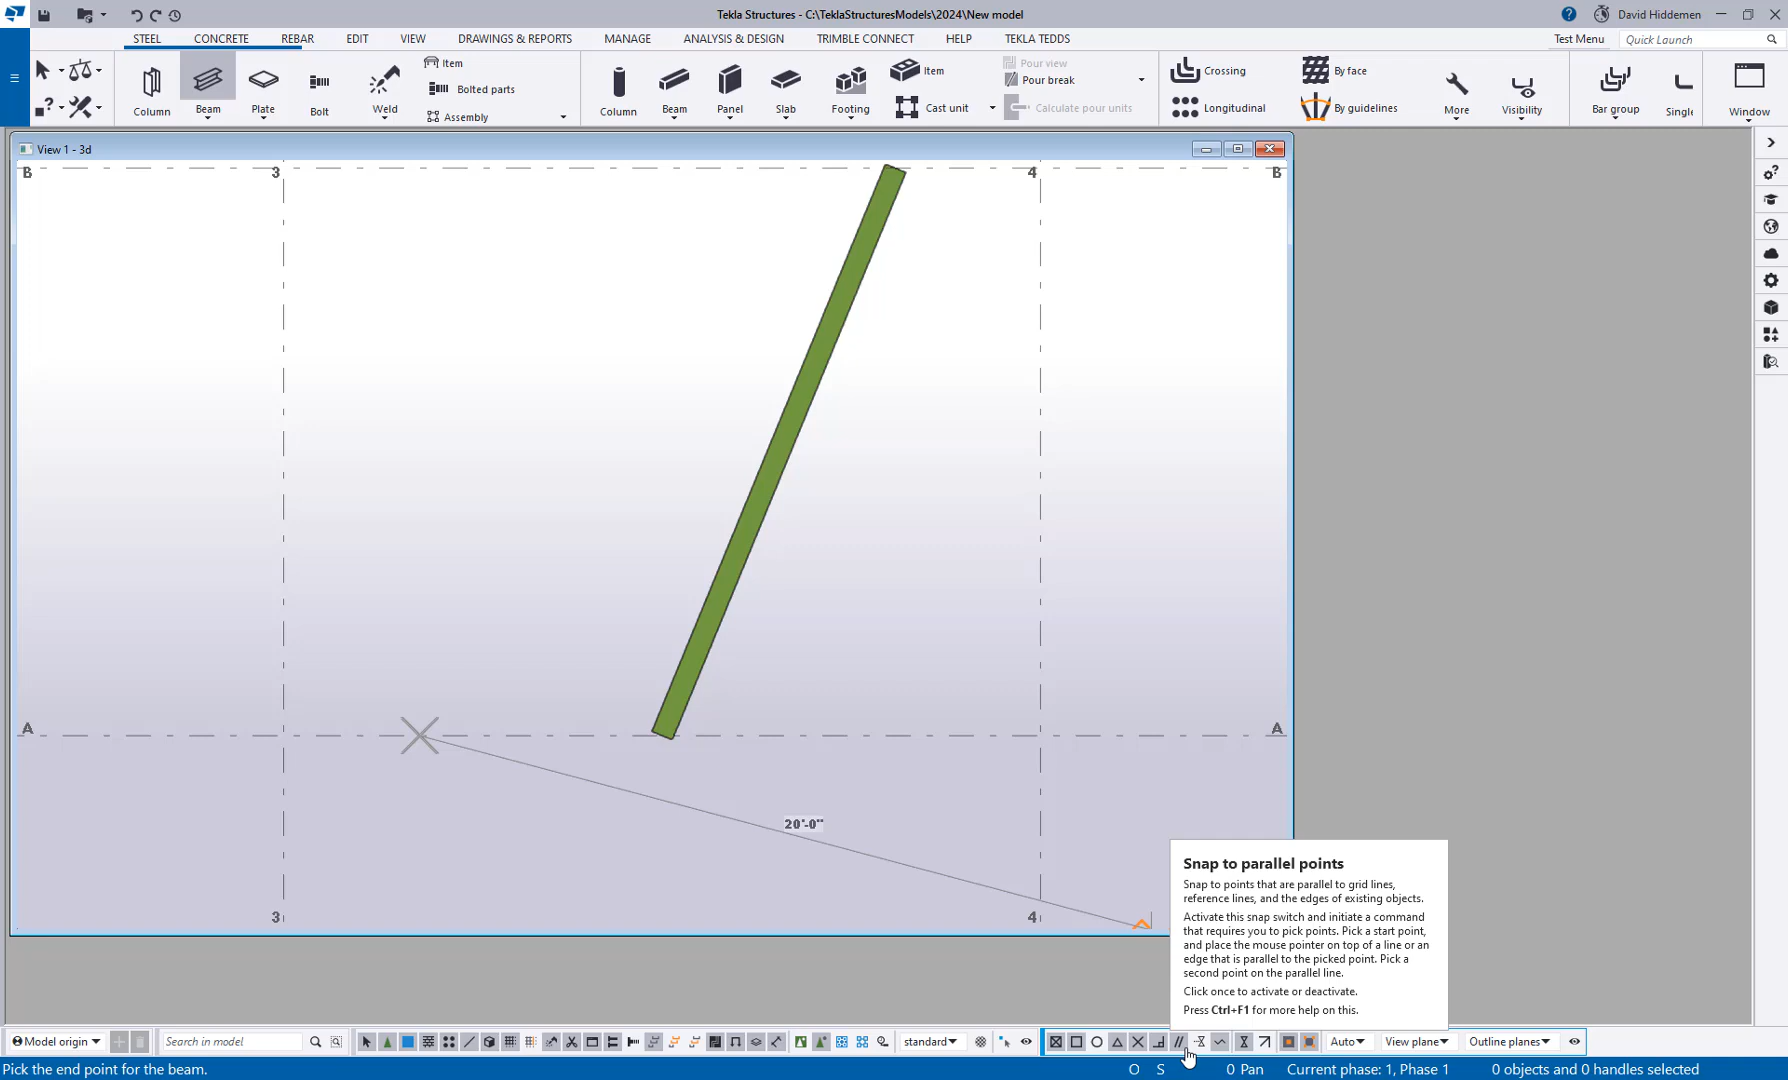 Tekla Structures - C:\TeklaStructuresModels\2024\New model
David Hiddemen
STEEL
CONCRETE
REBAR
EDIT
VIEW
DRAWINGS & REPORTS
MANAGE
ANALYSIS & DESIGN
TRIMBLE CONNECT
HELP
TEKLA TEDDS
Test Menu
Quick Launch
Column
Beam
Plate
Bolt
Weld
Item
Bolted parts
Assembly
Column
Beam
Panel
Slab
Footing
Item
Cast unit
Pour view
Pour break
Calculate pour units
Crossing
Longitudinal
By face
By guidelines
More
Visibility
Bar group
Single
Window
View 1 - 3d
B
3
4
B
A
A
20'-0"
3
4
Snap to parallel points
Snap to points that are parallel to grid lines,
reference lines, and the edges of existing objects.
Activate this snap switch and initiate a command
that requires you to pick points. Pick a start point,
and place the mouse pointer on top of a line or an
edge that is parallel to the picked point. Pick a
second point on the parallel line.
Click once to activate or deactivate.
Press Ctrl+F1 for more help on this.
Model origin
Search in model
standard
Auto
View plane
Outline planes
Pick the end point for the beam.
O
S
0 Pan
Current phase: 1, Phase 1
0 objects and 0 handles selected